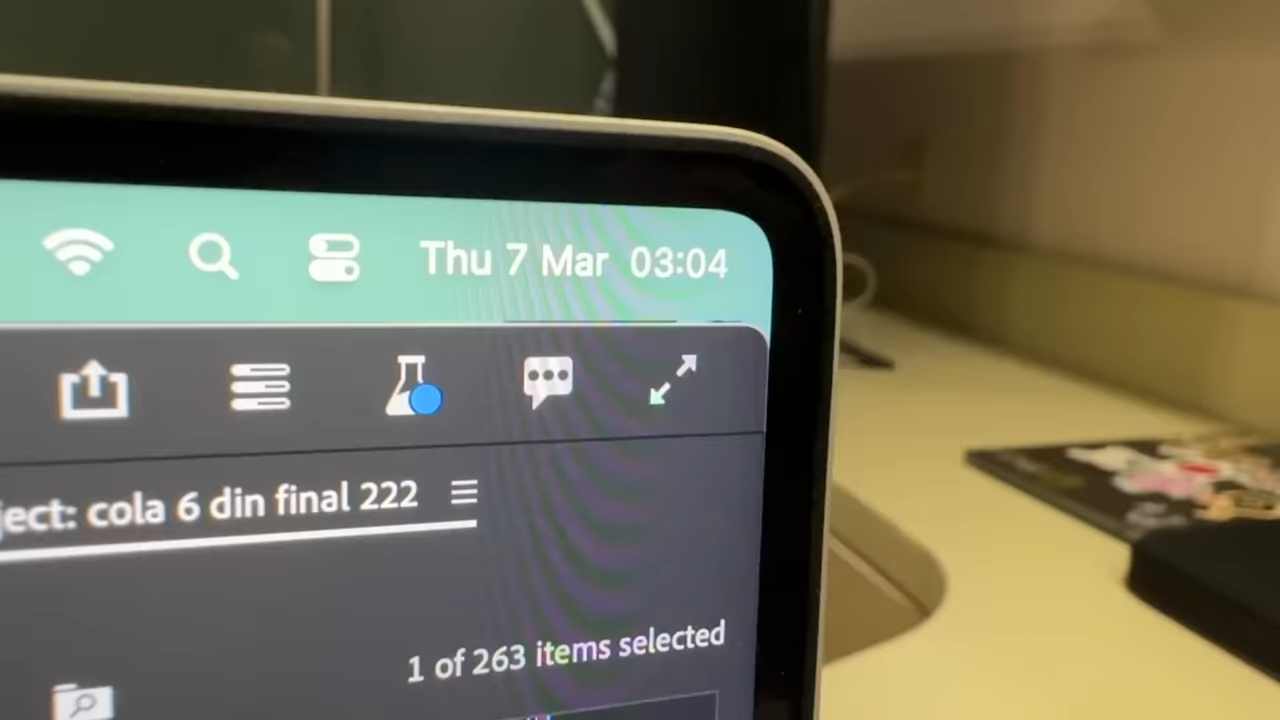 Thu 7 Mar 03:04
ject: cola 6 din final 222
1 of 263 items selected